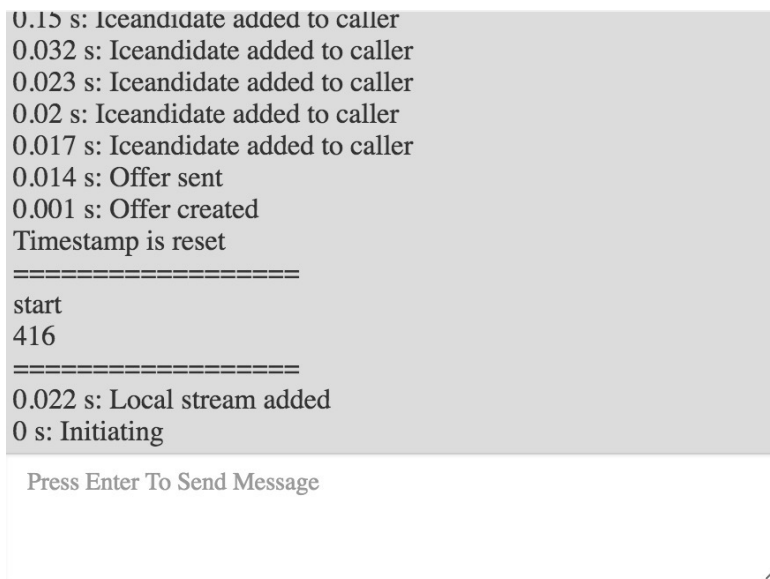 0.15 s: Iceandidate added to caller
0.032 s: Iceandidate added to caller
0.023 s: Iceandidate added to caller
0.02 s: Iceandidate added to caller
0.017 s: Iceandidate added to caller
0.014 s: Offer sent
0.001 s: Offer created
Timestamp is reset
==================
start
416
==================
0.022 s: Local stream added
0 s: Initiating
Press Enter To Send Message